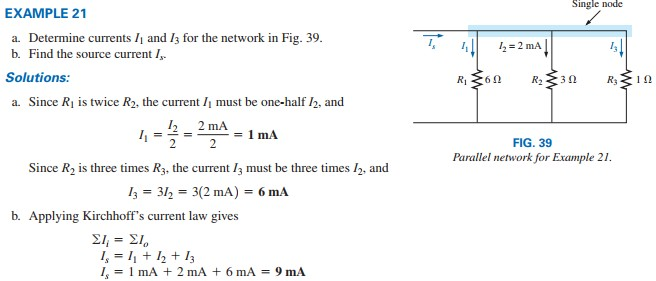 EXAMPLE 21
a. Determine currents I₁ and I₃ for the network in Fig. 39.
b. Find the source current Iₛ.
Solutions:
a. Since R₁ is twice R₂, the current I₁ must be one-half I₂, and
I₁ = I₂/2 = 2 mA/2 = 1 mA
Since R₂ is three times R₃, the current I₃ must be three times I₂, and
I₃ = 3I₂ = 3(2 mA) = 6 mA
b. Applying Kirchhoff's current law gives
ΣIᵢ = ΣIₒ
Iₛ = I₁ + I₂ + I₃
Iₛ = 1 mA + 2 mA + 6 mA = 9 mA
Single node
Iₛ I₁ I₂ = 2 mA I₃
R₁ 6 Ω R₂ 3 Ω R₃ 1 Ω
FIG. 39
Parallel network for Example 21.